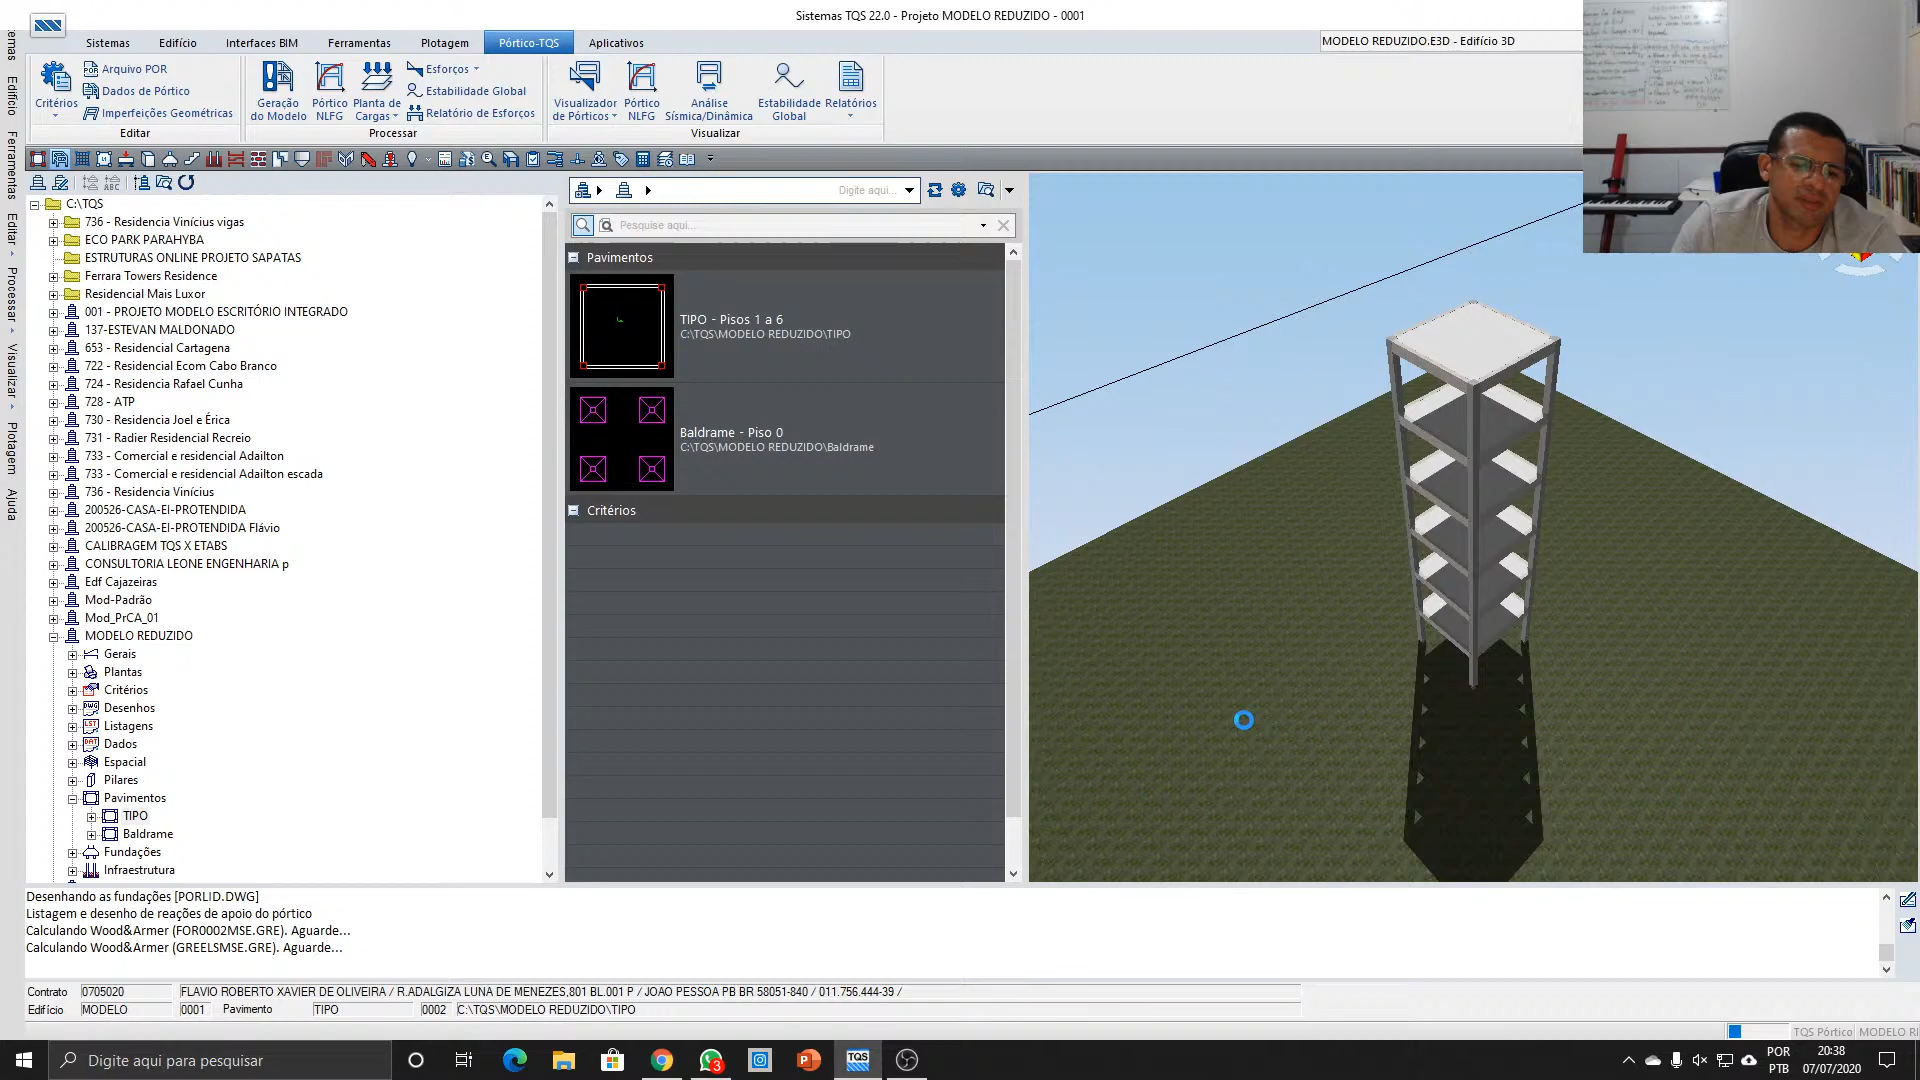 Sistemas TQS 22.0 - Projeto MODELO REDUZIDO - 0001
Sistemas
Edifício
Interfaces BIM
Ferramentas
Plotagem
Pórtico-TQS
Aplicativos
MODELO REDUZIDO.E3D - Edifício 3D
Critérios
Arquivo POR
Dados de Pórtico
Imperfeições Geométricas
Editar
Geração do Modelo
Pórtico NLFG
Planta de Cargas
Esforços
Estabilidade Global
Relatório de Esforços
Processar
Visualizador de Pórticos
Pórtico NLFG
Análise Sísmica/Dinâmica
Estabilidade Global
Relatórios
Visualizar
Edifício
Ferramentas
Editar
Processar
Visualizar
Plotagem
Ajuda
C:\TQS
736 - Residencia Vinícius vigas
ECO PARK PARAHYBA
ESTRUTURAS ONLINE PROJETO SAPATAS
Ferrara Towers Residence
Residencial Mais Luxor
001 - PROJETO MODELO ESCRITÓRIO INTEGRADO
137-ESTEVAN MALDONADO
653 - Residencial Cartagena
722 - Residencial Ecom Cabo Branco
724 - Residencia Rafael Cunha
728 - ATP
730 - Residencia Joel e Érica
731 - Radier Residencial Recreio
733 - Comercial e residencial Adailton
733 - Comercial e residencial Adailton escada
736 - Residencia Vinícius
200526-CASA-EI-PROTENDIDA
200526-CASA-EI-PROTENDIDA Flávio
CALIBRAGEM TQS X ETABS
CONSULTORIA LEONE ENGENHARIA p
Edf Cajazeiras
Mod-Padrão
Mod_PrCA_01
MODELO REDUZIDO
Gerais
Plantas
Critérios
Desenhos
Listagens
Dados
Espacial
Pilares
Pavimentos
TIPO
Baldrame
Fundações
Infraestrutura
Digite aqui...
Pesquise aqui...
Pavimentos
TIPO - Pisos 1 a 6
C:\TQS\MODELO REDUZIDO\TIPO
Baldrame - Piso 0
C:\TQS\MODELO REDUZIDO\Baldrame
Critérios
Desenhando as fundações [PORLID.DWG]
Listagem e desenho de reações de apoio do pórtico
Calculando Wood&Armer (FOR0002MSE.GRE). Aguarde...
Calculando Wood&Armer (GREELSMSE.GRE). Aguarde...
Contrato 0705020 FLAVIO ROBERTO XAVIER DE OLIVEIRA / R.ADALGIZA LUNA DE MENEZES,801 BL.001 P / JOAO PESSOA PB BR 58051-840 / 011.756.444-39 /
Edifício MODELO 0001 Pavimento TIPO 0002 C:\TQS\MODELO REDUZIDO\TIPO
TQS Pórtico MODELO RE
Digite aqui para pesquisar
3
TQS
POR
PTB
20:38
07/07/2020